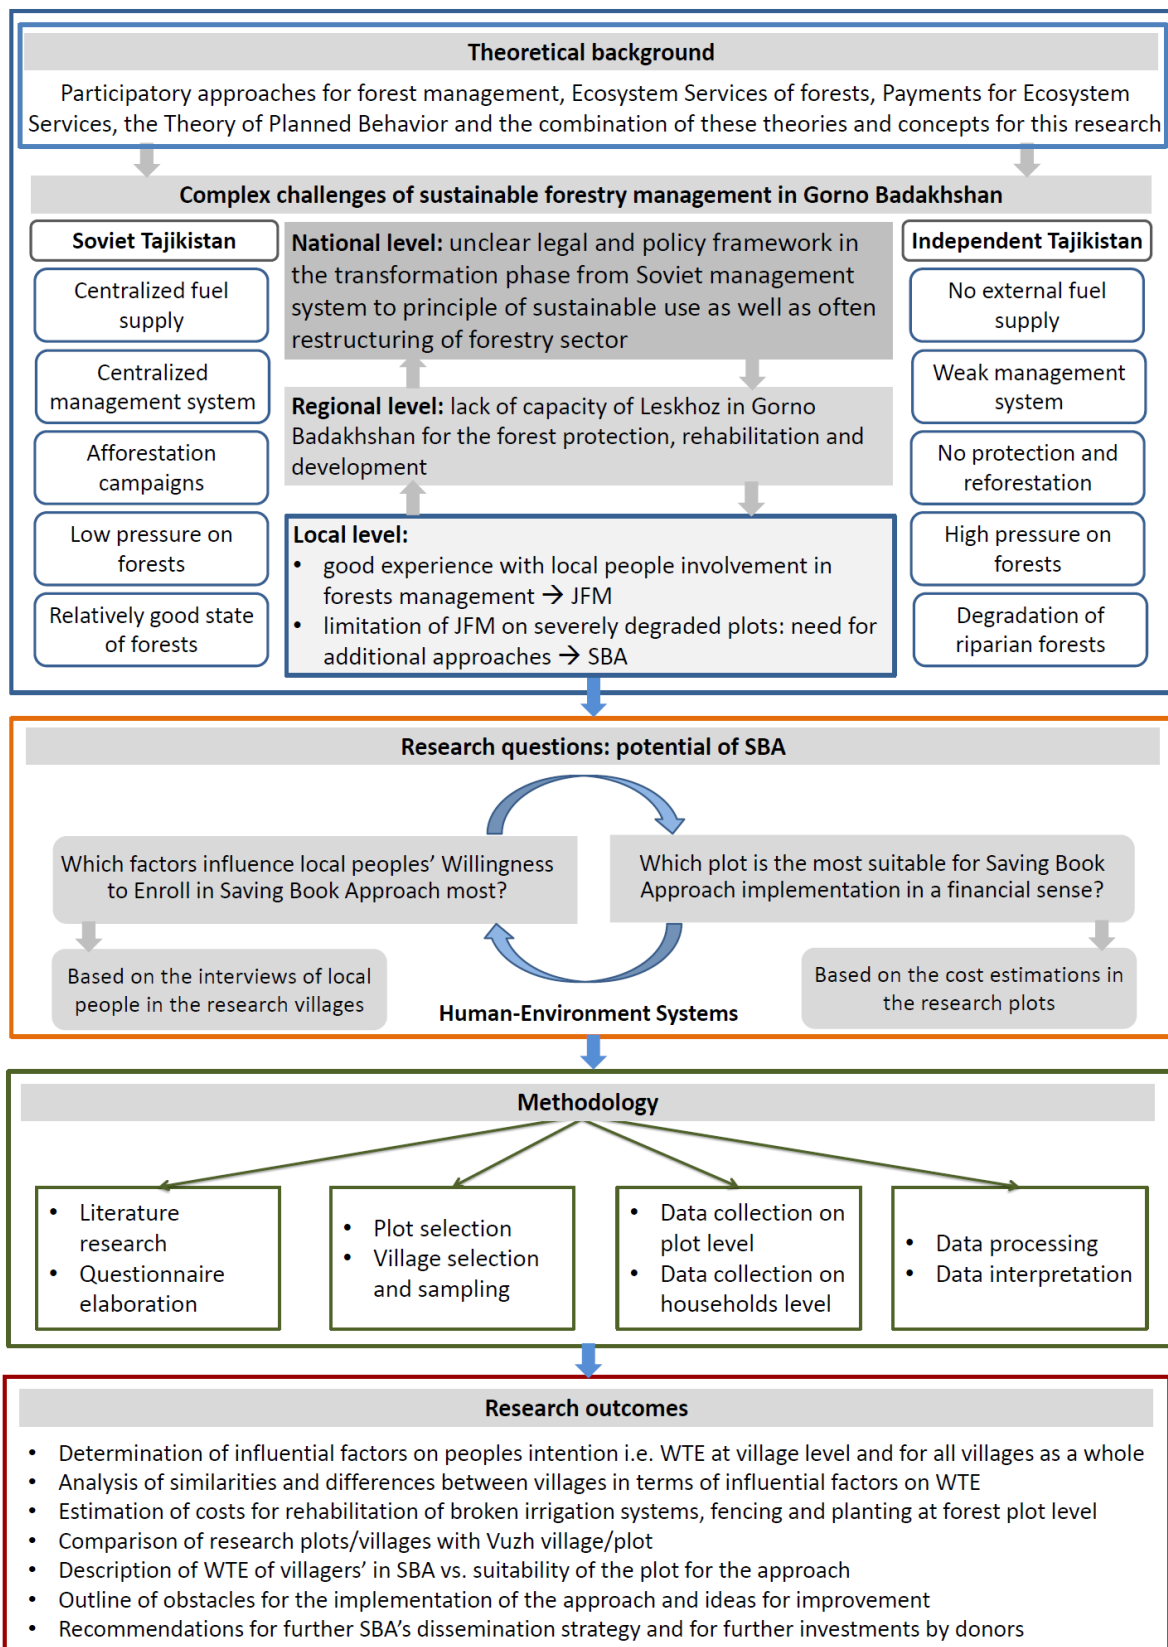 Theoretical background
Participatory approaches for forest management, Ecosystem Services of forests, Payments for Ecosystem
Services, the Theory of Planned Behavior and the combination of these theories and concepts for this research
Complex challenges of sustainable forestry management in Gorno Badakhshan
Soviet Tajikistan
Centralized fuel
supply
Centralized
management system
Afforestation
campaigns
Low pressure on
forests
Relatively good state
of forests
National level: unclear legal and policy framework in
the transformation phase from Soviet management
system to principle of sustainable use as well as often
restructuring of forestry sector
Regional level: lack of capacity of Leskhoz in Gorno
Badakhshan for the forest protection, rehabilitation and
development
Local level:
• good experience with local people involvement in
forests management → JFM
• limitation of JFM on severely degraded plots: need for
additional approaches → SBA
Independent Tajikistan
No external fuel
supply
Weak management
system
No protection and
reforestation
High pressure on
forests
Degradation of
riparian forests
Research questions: potential of SBA
Which factors influence local peoples’ Willingness
to Enroll in Saving Book Approach most?
Which plot is the most suitable for Saving Book
Approach implementation in a financial sense?
Based on the interviews of local
people in the research villages
Based on the cost estimations in
the research plots
Human-Environment Systems
Methodology
• Literature
research
• Questionnaire
elaboration
• Plot selection
• Village selection
and sampling
• Data collection on
plot level
• Data collection on
households level
• Data processing
• Data interpretation
Research outcomes
• Determination of influential factors on peoples intention i.e. WTE at village level and for all villages as a whole
• Analysis of similarities and differences between villages in terms of influential factors on WTE
• Estimation of costs for rehabilitation of broken irrigation systems, fencing and planting at forest plot level
• Comparison of research plots/villages with Vuzh village/plot
• Description of WTE of villagers’ in SBA vs. suitability of the plot for the approach
• Outline of obstacles for the implementation of the approach and ideas for improvement
• Recommendations for further SBA’s dissemination strategy and for further investments by donors